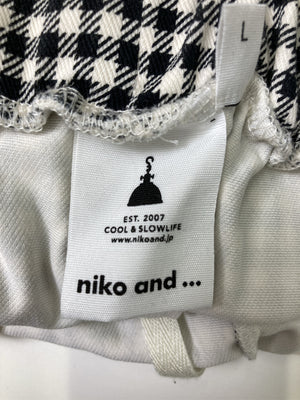 L
EST. 2007
COOL & SLOWLIFE
www.nikoand.jp
niko and ...